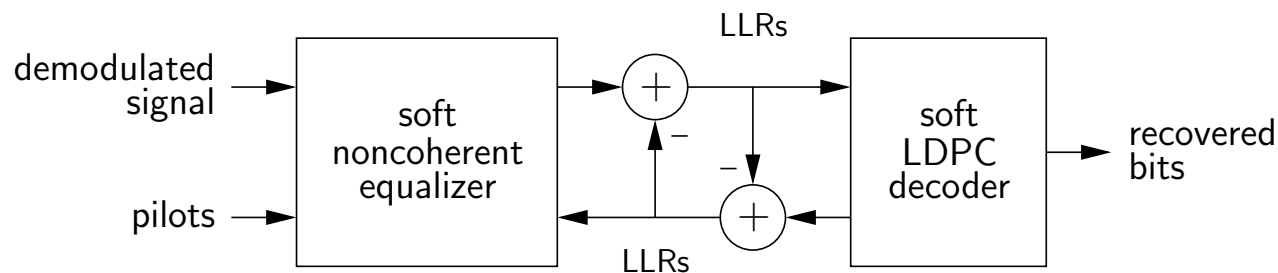 LLRs
demodulated
signal
pilots
soft
noncoherent
equalizer
+
−
−
+
LLRs
soft
LDPC
decoder
recovered
bits